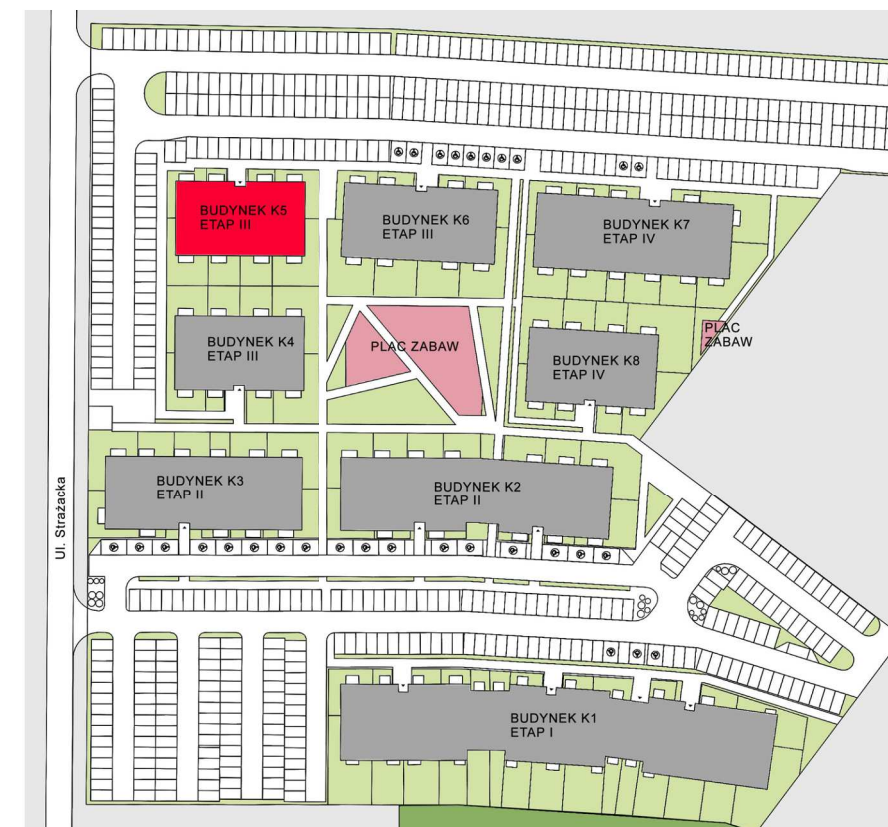 BUDYNEK K5
ETAP III
BUDYNEK K6
ETAP III
BUDYNEK K7
ETAP IV
BUDYNEK K4
ETAP III
PLAC ZABAW
BUDYNEK K8
ETAP IV
PLAC
ZABAW
BUDYNEK K3
ETAP II
BUDYNEK K2
ETAP II
Ul. Strażacka
BUDYNEK K1
ETAP I